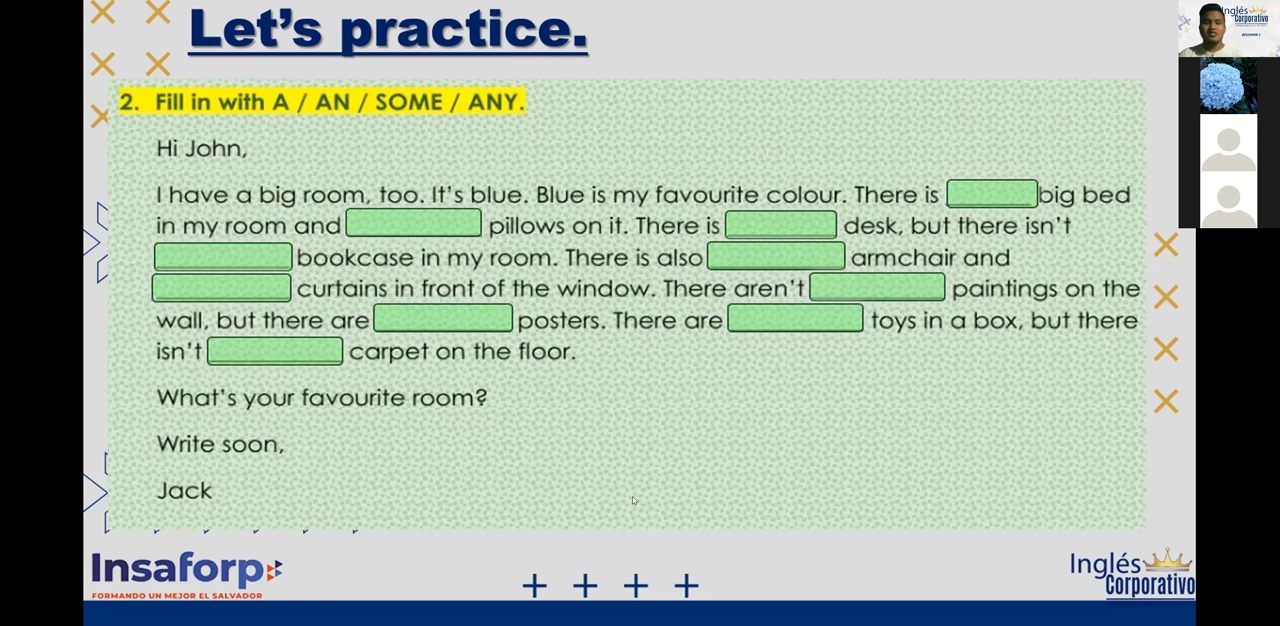 Let's practice.
2. Fill in with A / AN / SOME / ANY.
Hi John,
I have a big room, too. It's blue. Blue is my favourite colour. There is big bed
in my room and pillows on it. There is desk, but there isn't
bookcase in my room. There is also armchair and
curtains in front of the window. There aren't paintings on the
wall, but there are posters. There are toys in a box, but there
isn't carpet on the floor.
What's your favourite room?
Write soon,
Jack
Insaforp
FORMANDO UN MEJOR EL SALVADOR
Inglés
Corporativo
Inglés
Corporativo